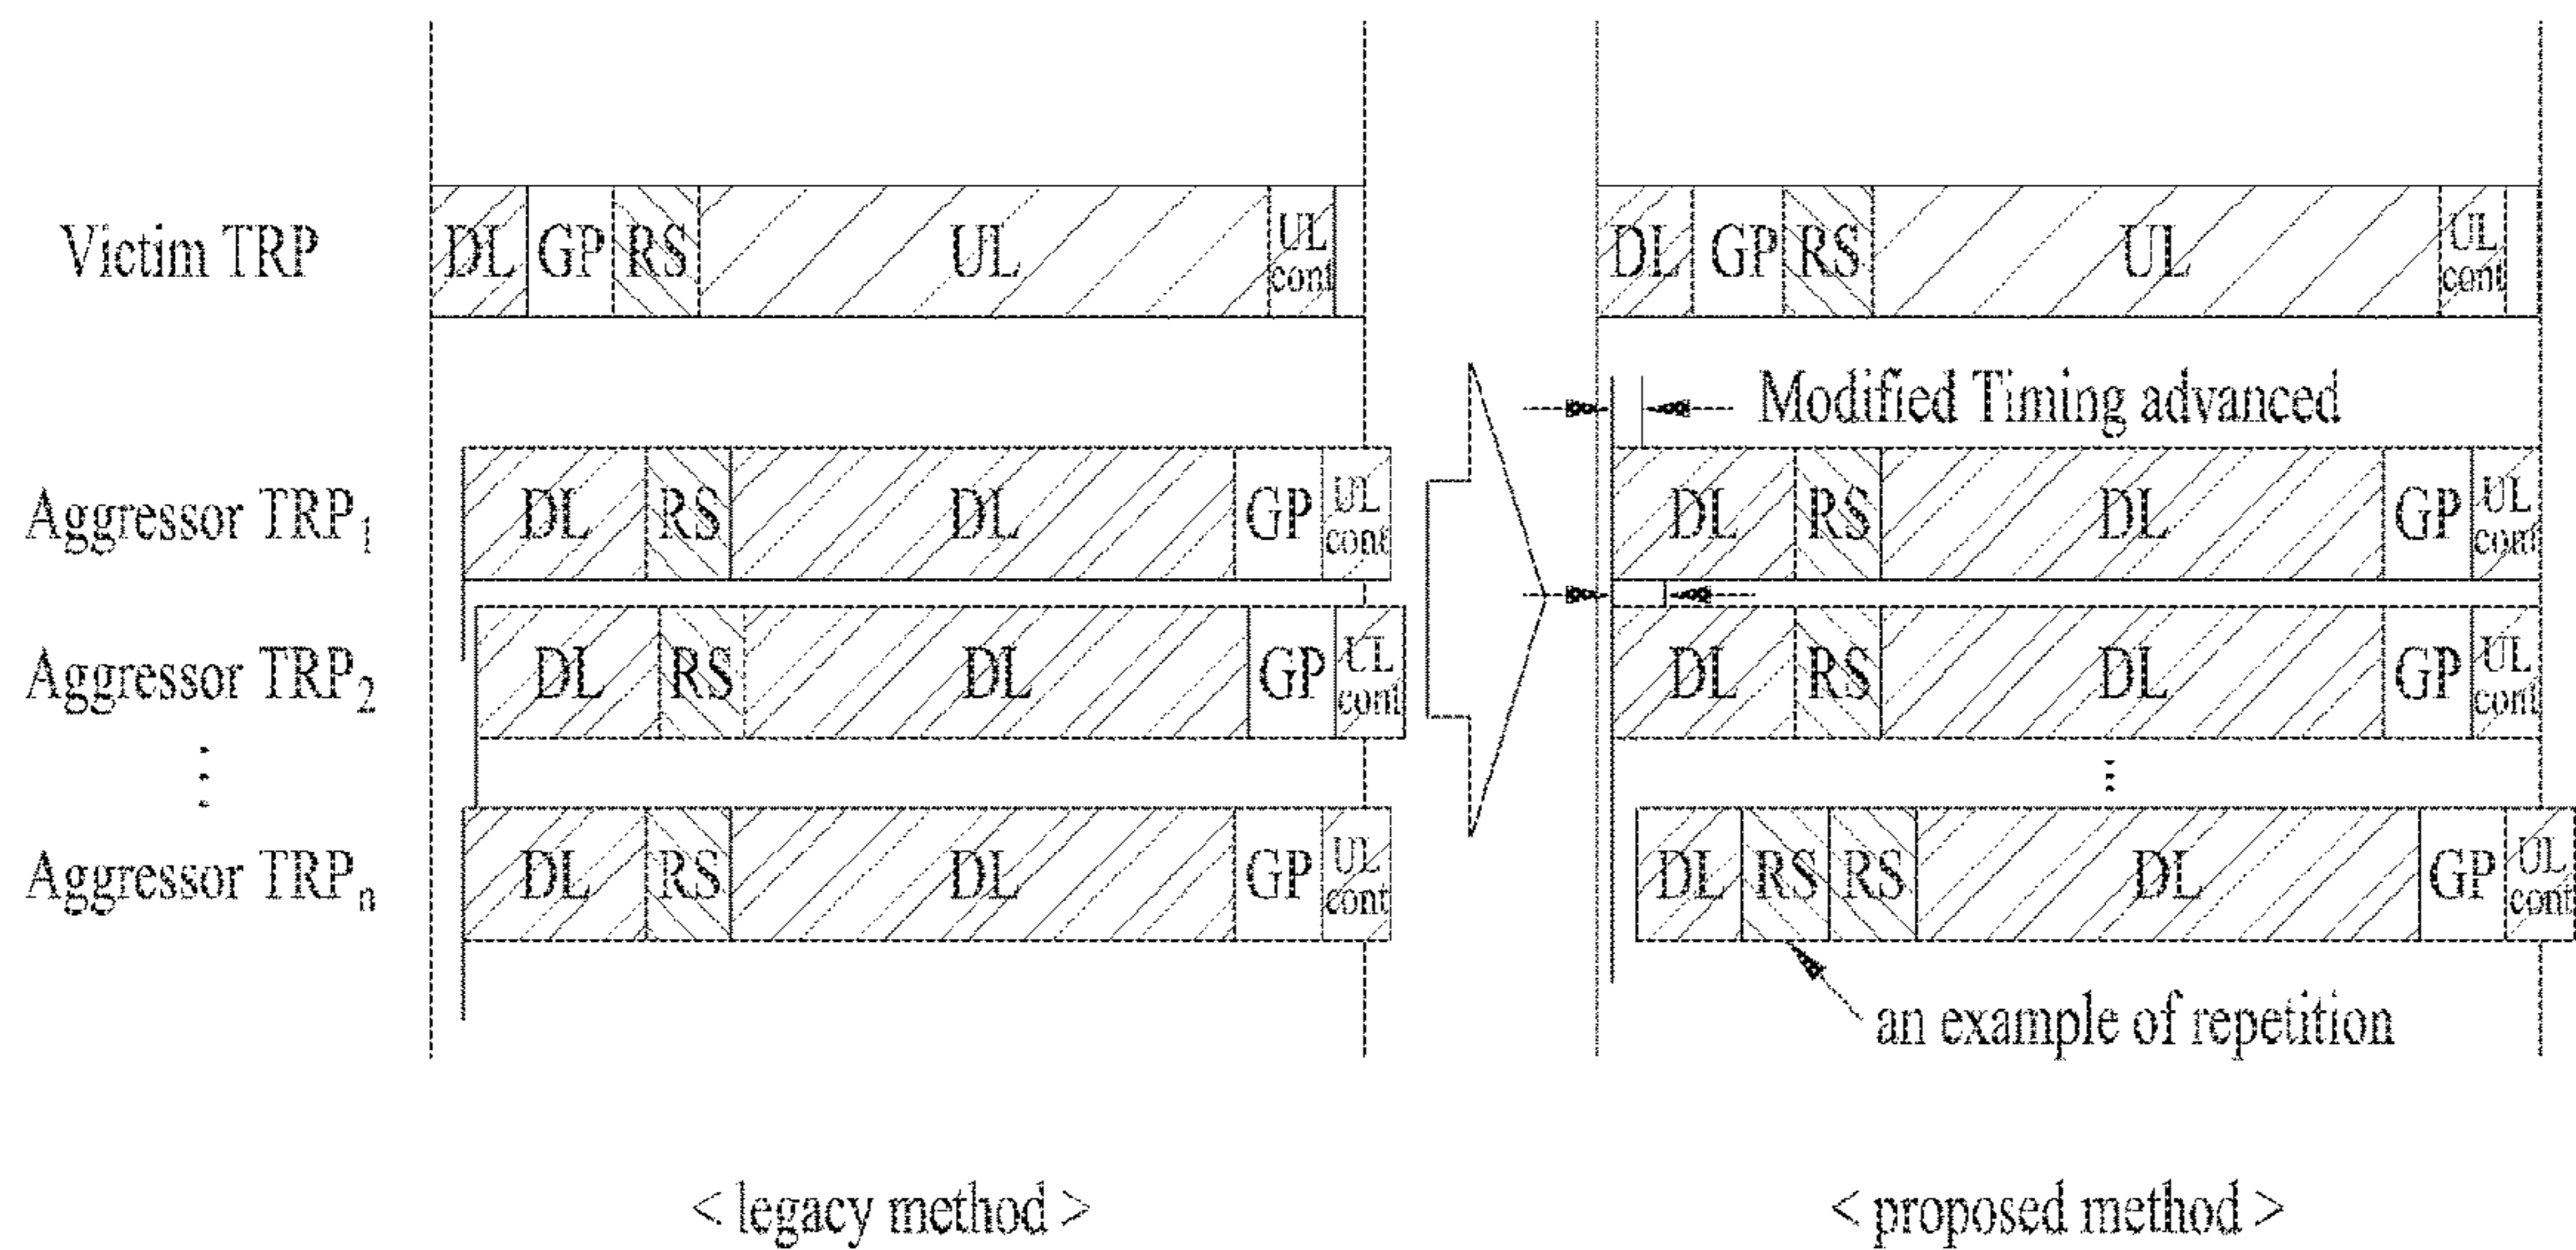 Victim TRP DL GP RS UL UL cont DL GP RS UL UL cont
Modified Timing advanced
Aggressor TRP1 DL RS DL GP UL cont DL RS DL GP UL cont
Aggressor TRP2 DL RS DL GP UL cont DL RS DL GP UL cont
Aggressor TRPn DL RS DL GP UL cont DL RS RS DL GP UL cont
an example of repetition
< legacy method > < proposed method >